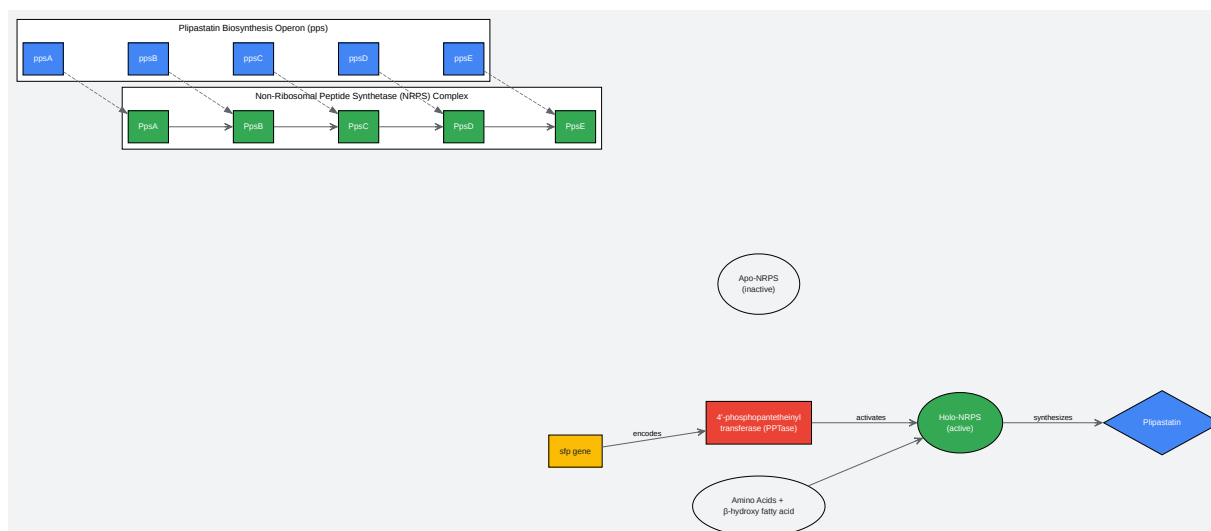 Plipastatin Biosynthesis Operon (pps)
ppsA
ppsB
ppsC
ppsD
ppsE
Non-Ribosomal Peptide Synthetase (NRPS) Complex
PpsA
PpsB
PpsC
PpsD
PpsE
Apo-NRPS
(inactive)
sfp gene
encodes
4'-phosphopantetheinyl
transferase (PPTase)
activates
Holo-NRPS
(active)
synthesizes
Plipastatin
Amino Acids +
β-hydroxy fatty acid